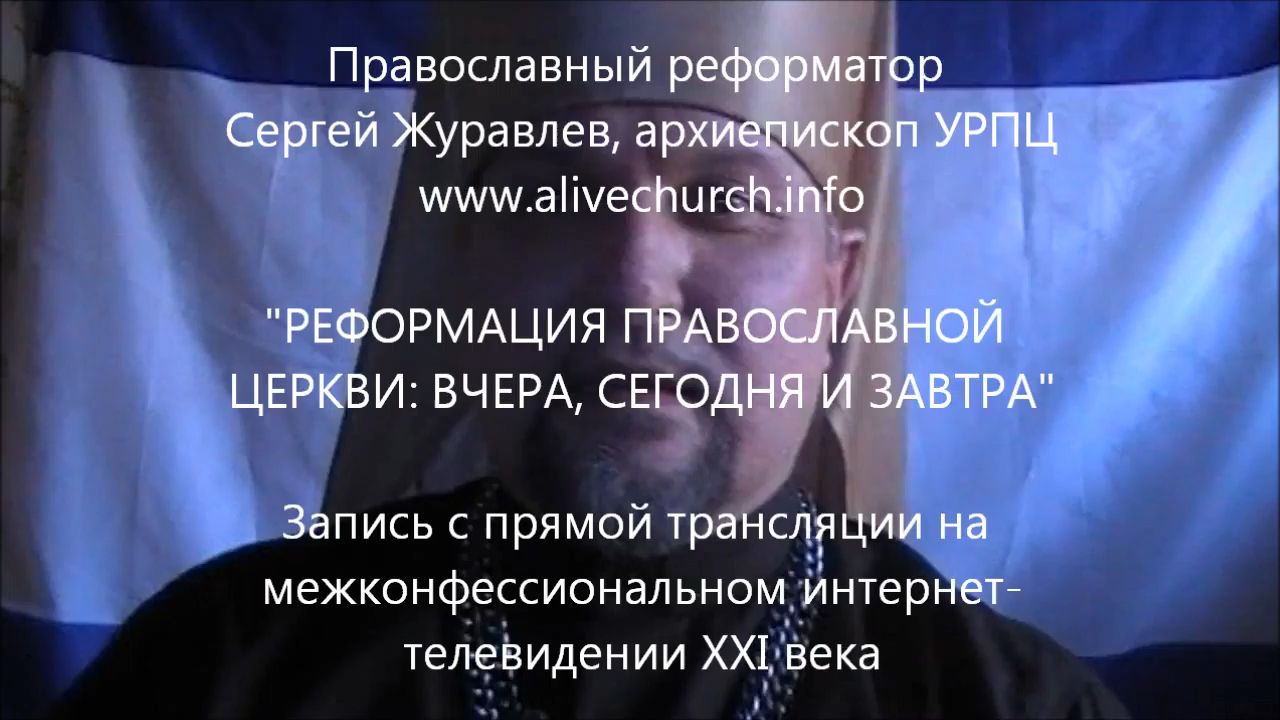 Православный реформатор
Сергей Журавлев, архиепископ УРПЦ
www.alivechurch.info
"РЕФОРМАЦИЯ ПРАВОСЛАВНОЙ
ЦЕРКВИ: ВЧЕРА, СЕГОДНЯ И ЗАВТРА"
Запись с прямой трансляции на
межконфессиональном интернет-
телевидении XXI века